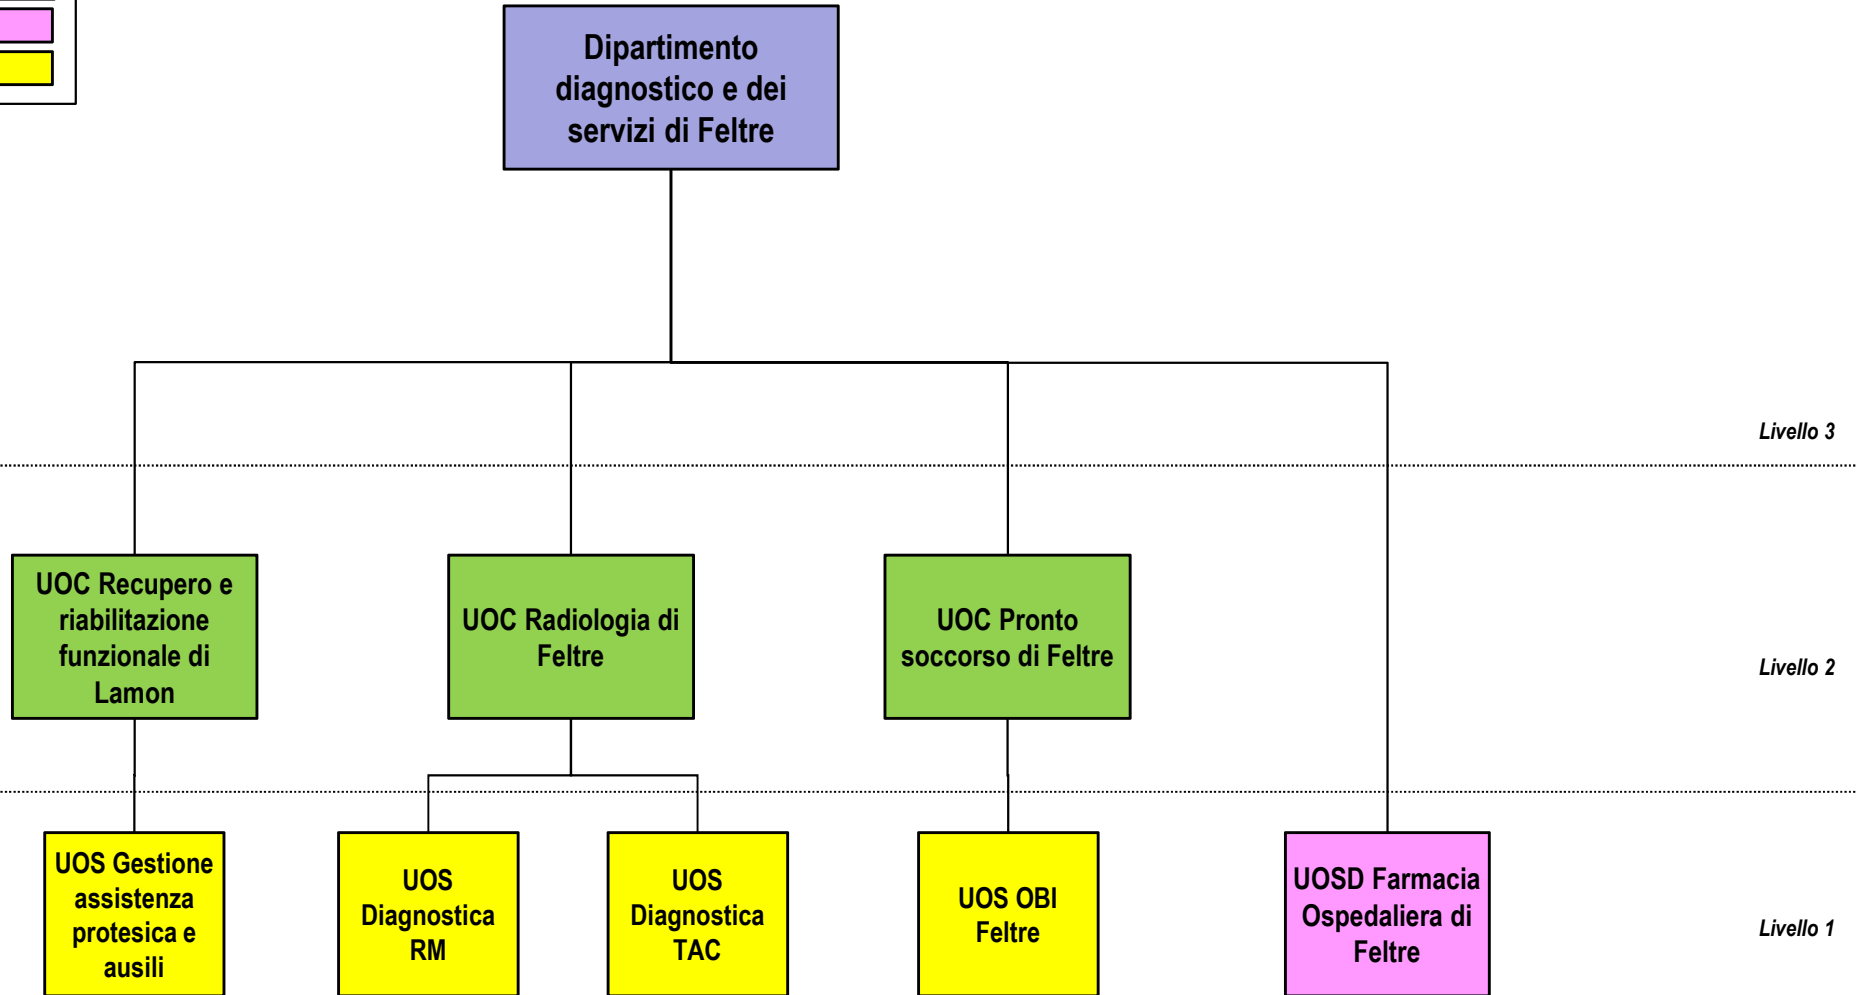 Dipartimento
diagnostico e dei
servizi di Feltre
Livello 3
UOC Recupero e
riabilitazione
funzionale di
Lamon
UOC Radiologia di
Feltre
UOC Pronto
soccorso di Feltre
Livello 2
UOS Gestione
assistenza
protesica e
ausili
UOS
Diagnostica
RM
UOS
Diagnostica
TAC
UOS OBI
Feltre
UOSD Farmacia
Ospedaliera di
Feltre
Livello 1